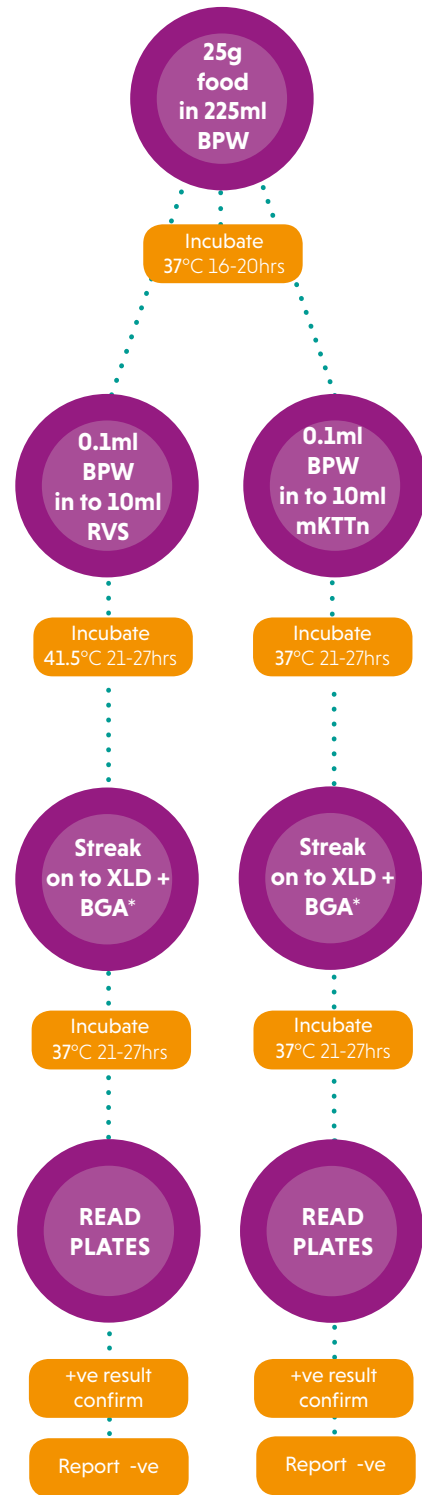 25g
food
in 225ml
BPW
Incubate
37°C 16-20hrs
0.1ml
BPW
in to 10ml
RVS
0.1ml
BPW
in to 10ml
mKTTn
Incubate
41.5°C 21-27hrs
Incubate
37°C 21-27hrs
Streak
on to XLD +
BGA*
Streak
on to XLD +
BGA*
Incubate
37°C 21-27hrs
Incubate
37°C 21-27hrs
READ
PLATES
READ
PLATES
+ve result
confirm
+ve result
confirm
Report -ve
Report -ve